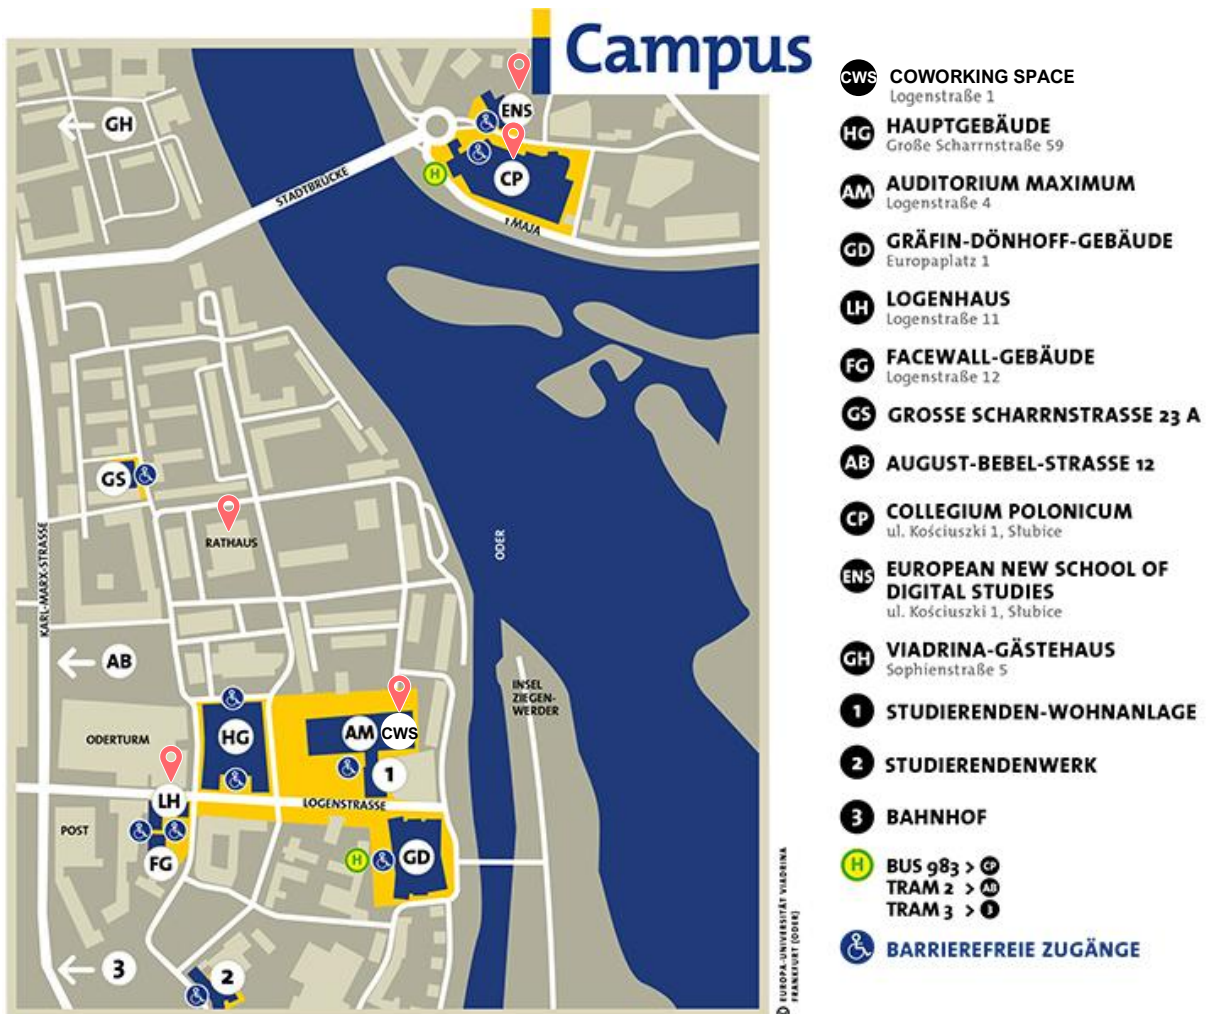 Campus
GH
ENS
CP
H
STADTBRÜCKE
1 MAJA
GS
RATHAUS
KARL-MARX-STRASSE
ODER
AB
INSEL
ZIEGEN-
WERDER
HG
AM
CWS
ODERTURM
1
LH
LOGENSTRASSE
POST
FG
H
GD
3
2
© EUROPA-UNIVERSITÄT VIADRINA
FRANKFURT (ODER)
CWS COWORKING SPACE
Logenstraße 1
HG HAUPTGEBÄUDE
Große Scharrnstraße 59
AM AUDITORIUM MAXIMUM
Logenstraße 4
GD GRÄFIN-DÖNHOFF-GEBÄUDE
Europaplatz 1
LH LOGENHAUS
Logenstraße 11
FG FACEWALL-GEBÄUDE
Logenstraße 12
GS GROSSE SCHARRNSTRASSE 23 A
AB AUGUST-BEBEL-STRASSE 12
CP COLLEGIUM POLONICUM
ul. Kościuszki 1, Słubice
ENS EUROPEAN NEW SCHOOL OF
DIGITAL STUDIES
ul. Kościuszki 1, Słubice
GH VIADRINA-GÄSTEHAUS
Sophienstraße 5
1 STUDIERENDEN-WOHNANLAGE
2 STUDIERENDENWERK
3 BAHNHOF
H BUS 983 > CP
TRAM 2 > AB
TRAM 3 > 3
BARRIEREFREIE ZUGÄNGE